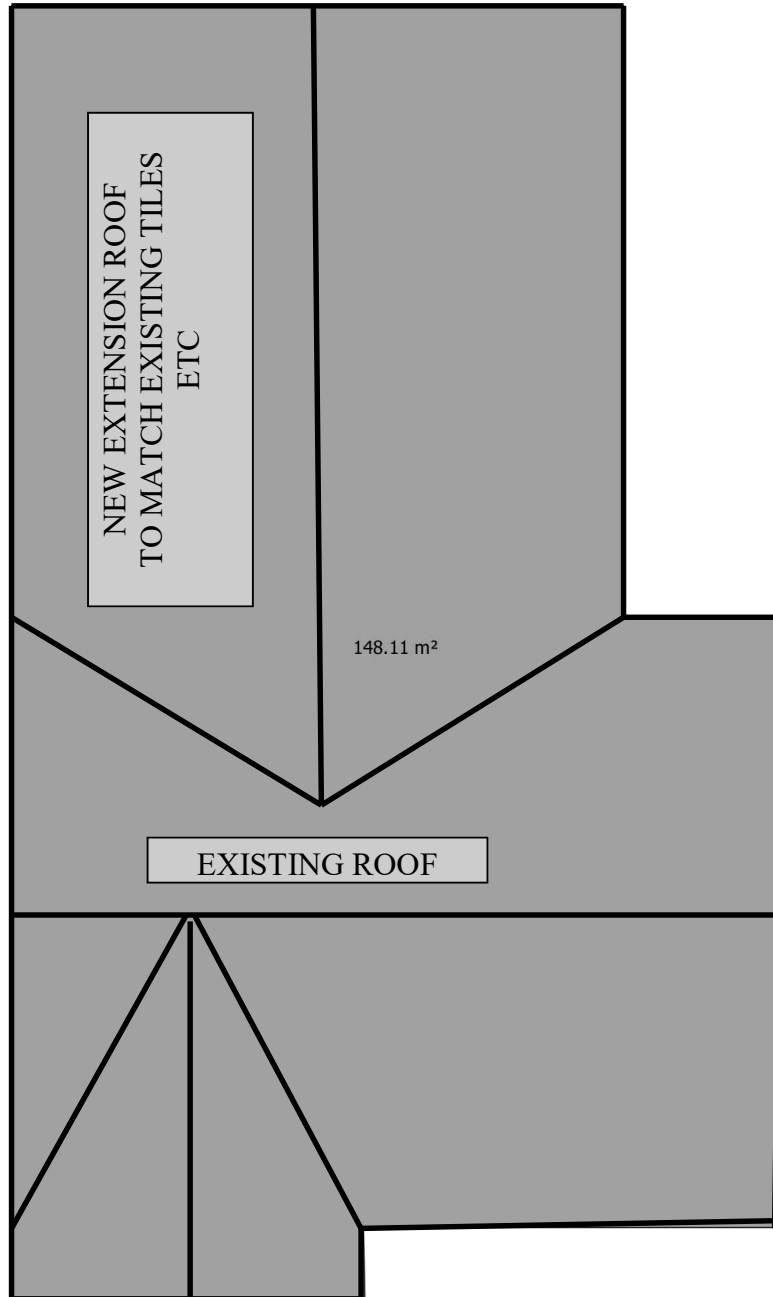 NEW EXTENSION ROOF
TO MATCH EXISTING TILES
ETC
148.11 m²
EXISTING ROOF